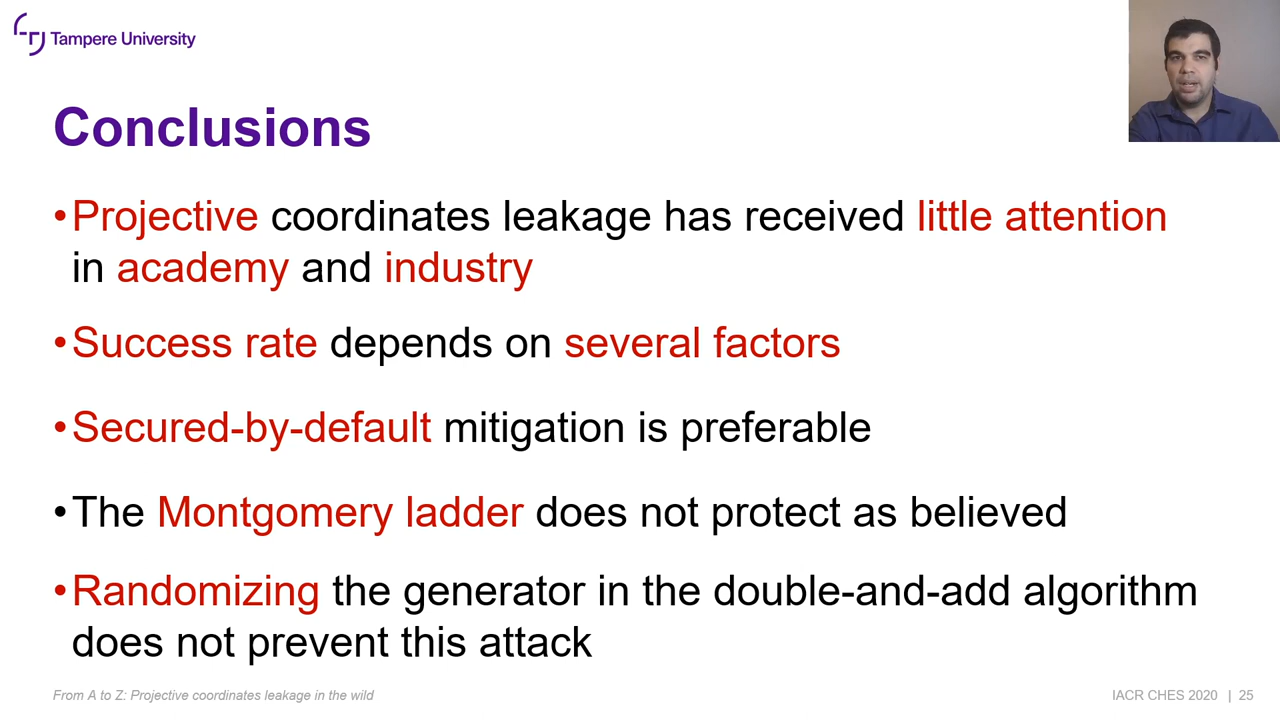 Tampere University
Conclusions
•Projective coordinates leakage has received little attention
in academy and industry
•Success rate depends on several factors
•Secured-by-default mitigation is preferable
•The Montgomery ladder does not protect as believed
•Randomizing the generator in the double-and-add algorithm
does not prevent this attack
From A to Z: Projective coordinates leakage in the wild
IACR CHES 2020 | 25